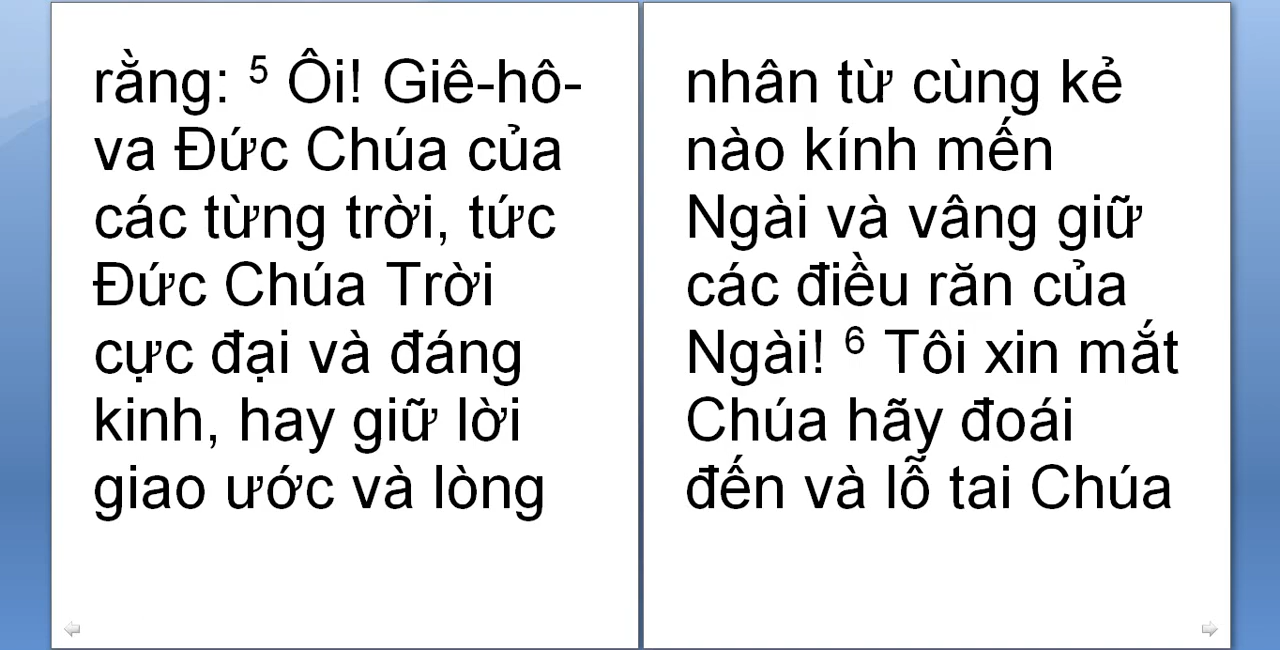 rằng: ⁵ Ôi! Giê-hô-
va Đức Chúa của
các từng trời, tức
Đức Chúa Trời
cực đại và đáng
kinh, hay giữ lời
giao ước và lòng
nhân từ cùng kẻ
nào kính mến
Ngài và vâng giữ
các điều răn của
Ngài! ⁶ Tôi xin mắt
Chúa hãy đoái
đến và lỗ tai Chúa